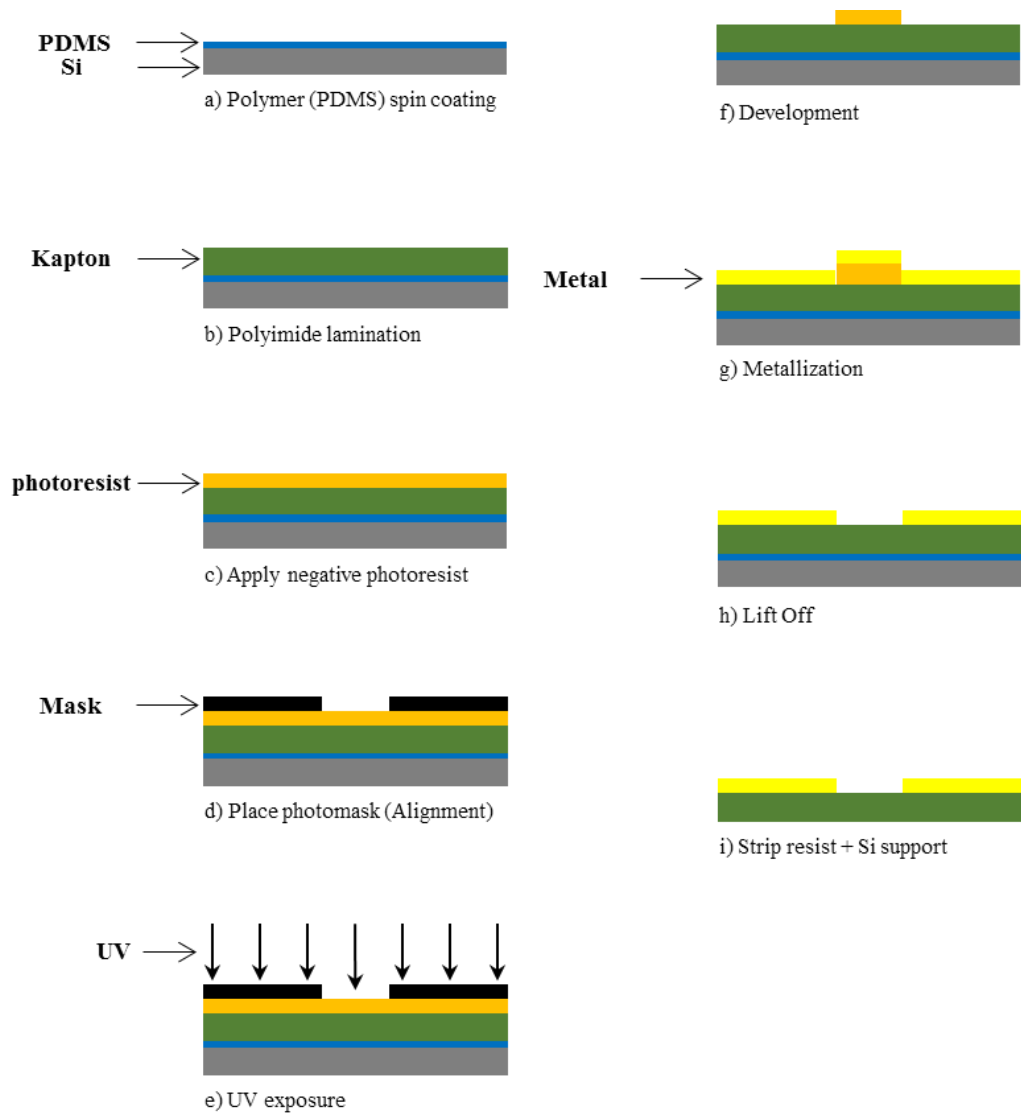 PDMS
Si
a) Polymer (PDMS) spin coating
Kapton
b) Polyimide lamination
photoresist
c) Apply negative photoresist
Mask
d) Place photomask (Alignment)
UV
e) UV exposure
f) Development
Metal
g) Metallization
h) Lift Off
i) Strip resist + Si support